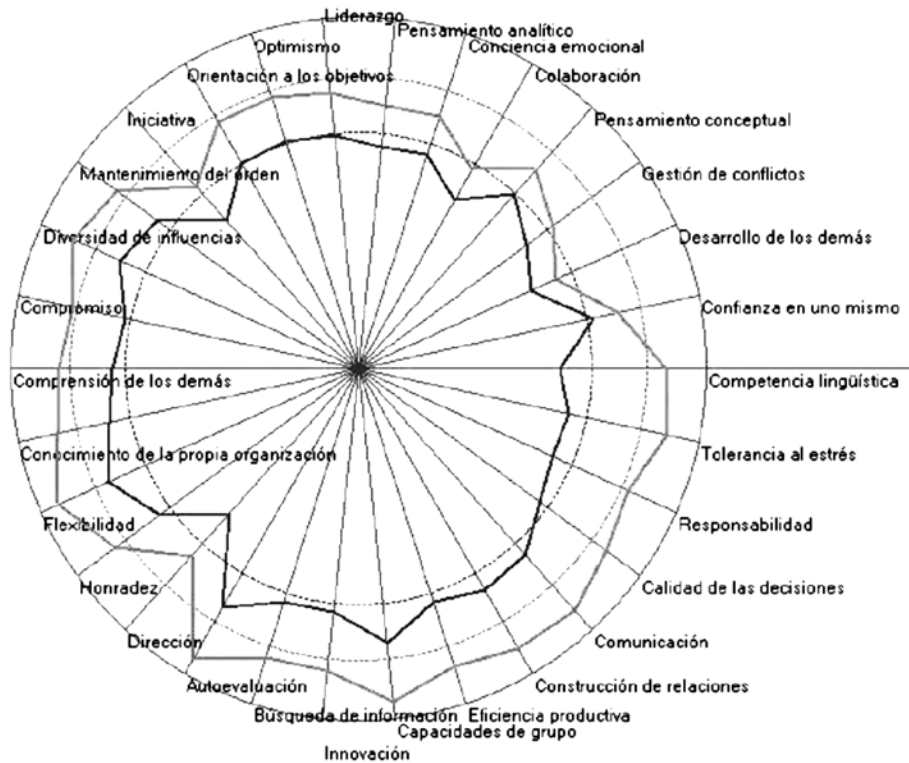 Liderazgo
Pensamiento analítico
Optimismo
Conciencia emocional
Orientación a los objetivos
Colaboración
Iniciativa
Pensamiento conceptual
Mantenimiento del orden
Gestión de conflictos
Diversidad de influencias
Desarrollo de los demás
Compromiso
Confianza en uno mismo
Comprensión de los demás
Competencia lingüística
Conocimiento de la propia organización
Tolerancia al estrés
Flexibilidad
Responsabilidad
Honradez
Calidad de las decisiones
Dirección
Comunicación
Autoevaluación
Construcción de relaciones
Búsqueda de información
Eficiencia productiva
Capacidades de grupo
Innovación